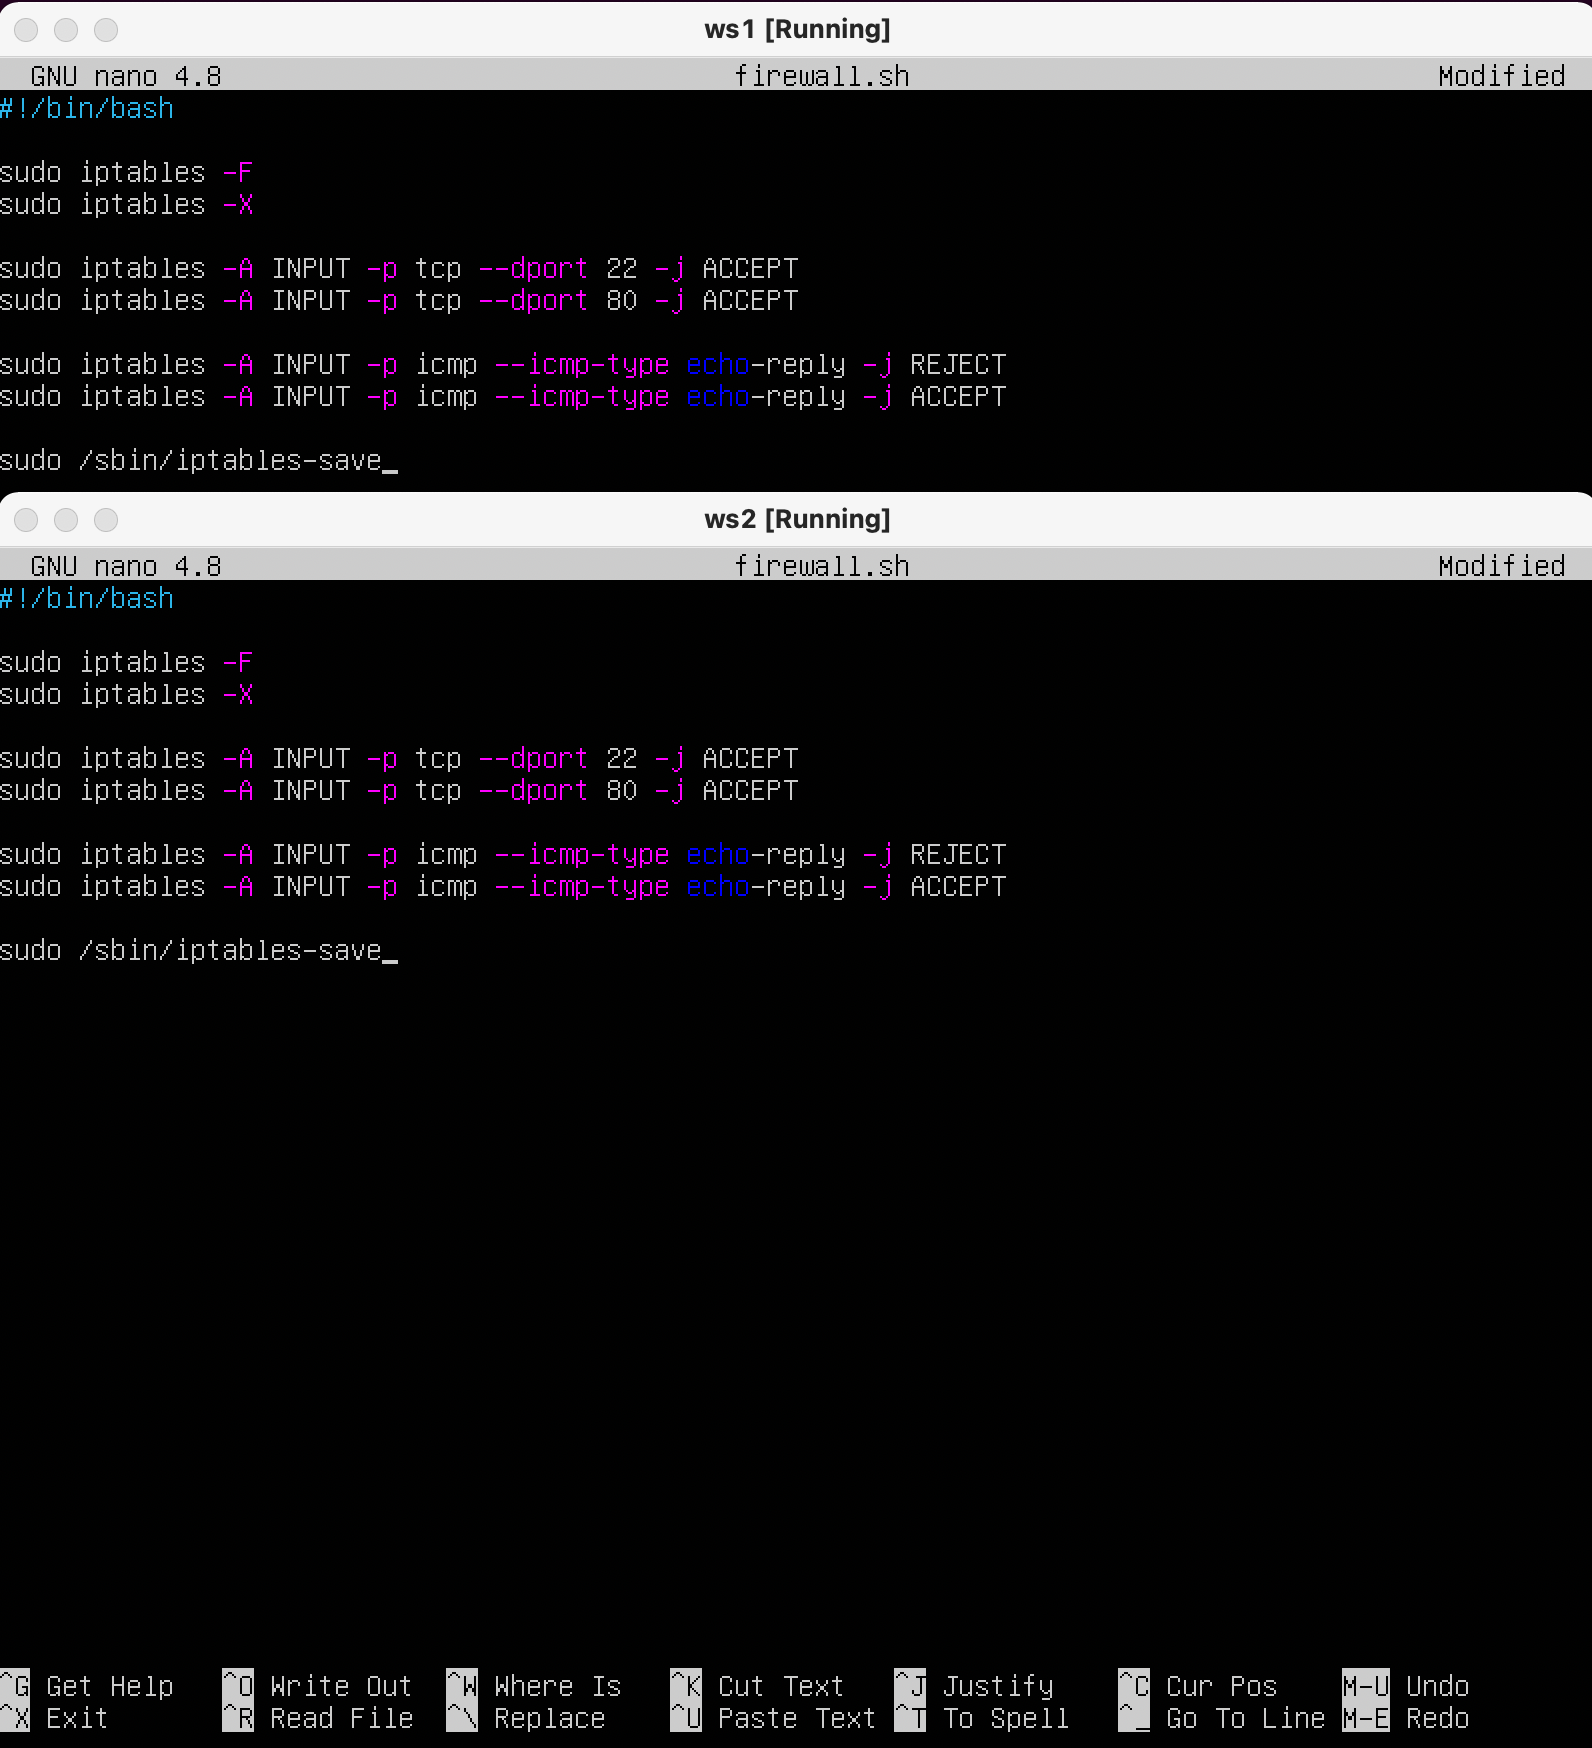 ws1 [Running]
GNU nano 4.8 firewall.sh Modified
#!/bin/bash
sudo iptables -F
sudo iptables -X
sudo iptables -A INPUT -p tcp --dport 22 -j ACCEPT
sudo iptables -A INPUT -p tcp --dport 80 -j ACCEPT
sudo iptables -A INPUT -p icmp --icmp-type echo-reply -j REJECT
sudo iptables -A INPUT -p icmp --icmp-type echo-reply -j ACCEPT
sudo /sbin/iptables-save_
ws2 [Running]
GNU nano 4.8 firewall.sh Modified
#!/bin/bash
sudo iptables -F
sudo iptables -X
sudo iptables -A INPUT -p tcp --dport 22 -j ACCEPT
sudo iptables -A INPUT -p tcp --dport 80 -j ACCEPT
sudo iptables -A INPUT -p icmp --icmp-type echo-reply -j REJECT
sudo iptables -A INPUT -p icmp --icmp-type echo-reply -j ACCEPT
sudo /sbin/iptables-save_
^G Get Help ^O Write Out ^W Where Is ^K Cut Text ^J Justify ^C Cur Pos M-U Undo
^X Exit ^R Read File ^\ Replace ^U Paste Text ^T To Spell ^_ Go To Line M-E Redo